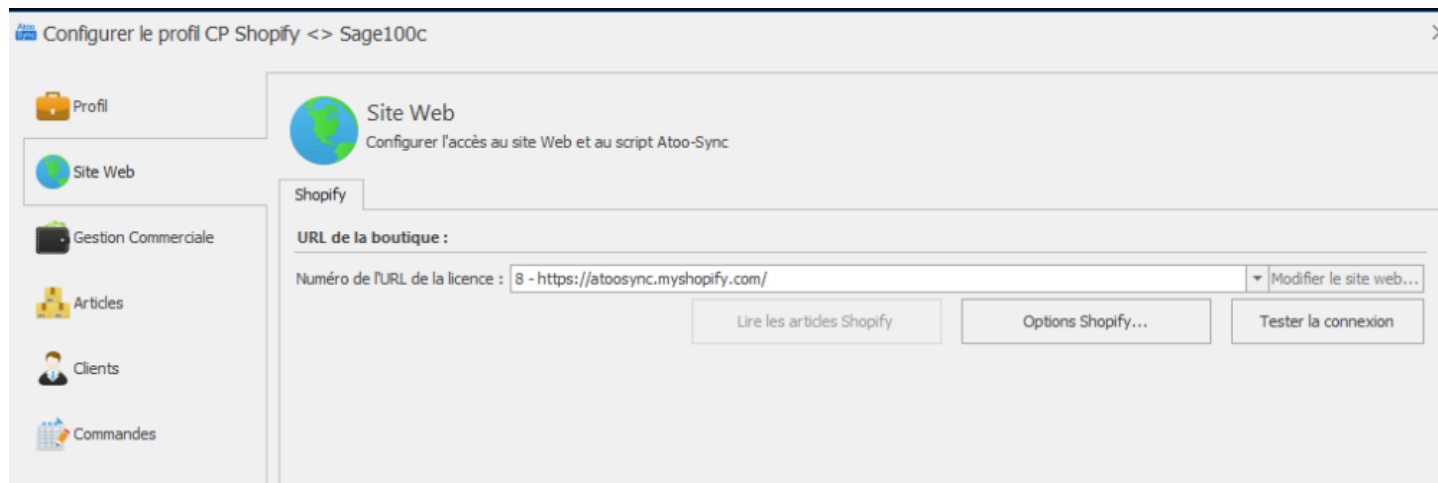 Atoo Sync Configurer le profil CP Shopify <> Sage100c
Profil
Site Web
Gestion Commerciale
Articles
Clients
Commandes
Site Web
Configurer l'accès au site Web et au script Atoo-Sync
Shopify
URL de la boutique :
Numéro de l'URL de la licence : 8 - https://atoosync.myshopify.com/ Modifier le site web...
Lire les articles Shopify Options Shopify... Tester la connexion